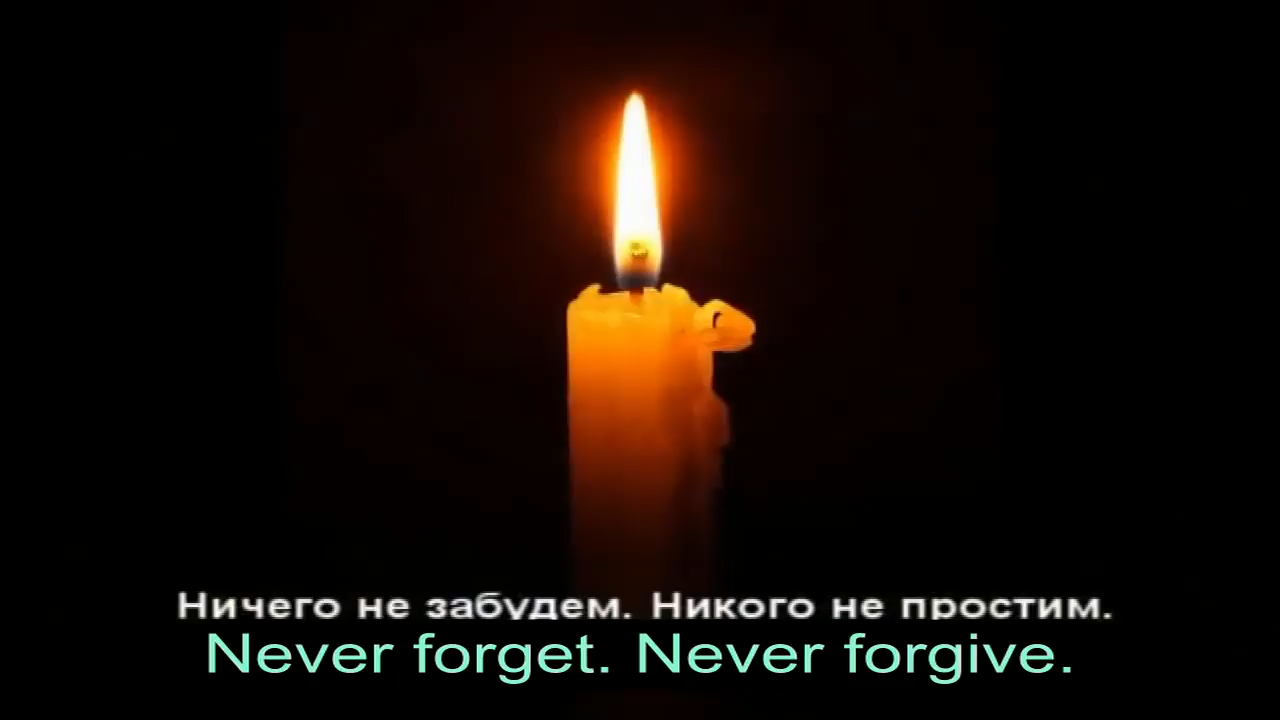 Ничего не забудем. Никого не простим.
Never forget. Never forgive.